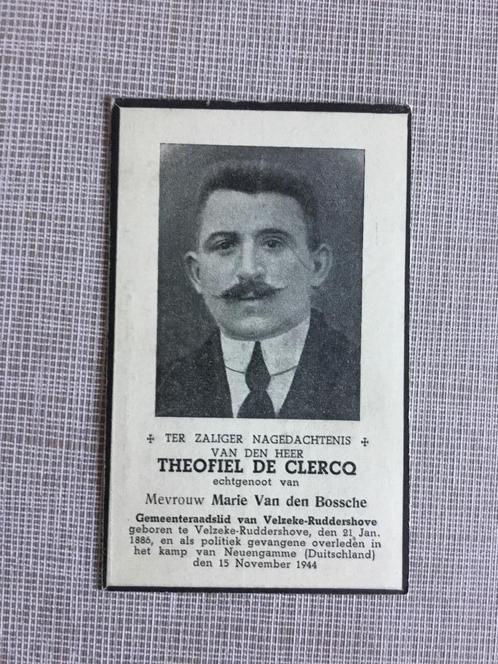 ✠ TER ZALIGER NAGEDACHTENIS ✠
VAN DEN HEER
THEOFIEL DE CLERCQ
echtgenoot van
Mevrouw Marie Van den Bossche
Gemeenteraadslid van Velzeke-Ruddershove
geboren te Velzeke-Ruddershove, den 21 Jan.
1886, en als politiek gevangene overleden in
het kamp van Neuengamme (Duitschland)
den 15 November 1944